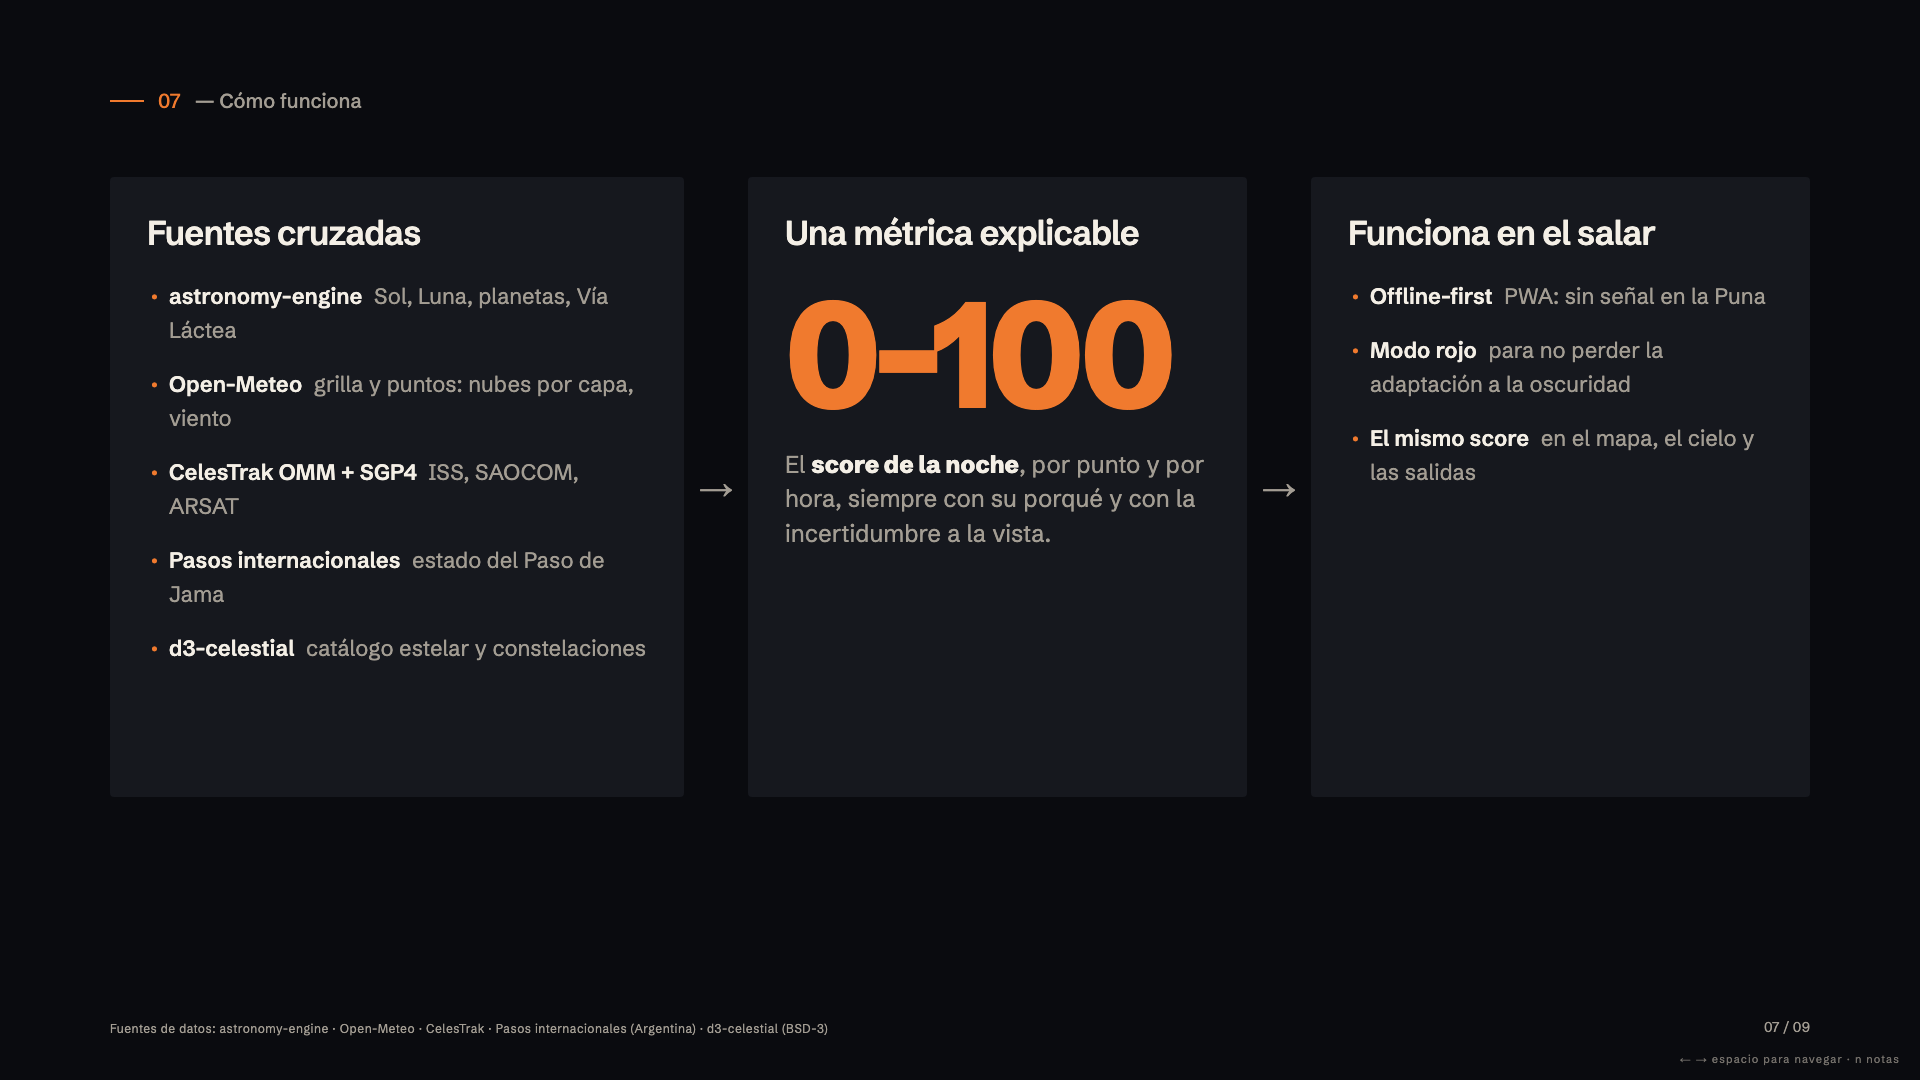 07 — Cómo funciona
Fuentes cruzadas
• astronomy-engine Sol, Luna, planetas, Vía
Láctea
• Open-Meteo grilla y puntos: nubes por capa,
viento
• CelesTrak OMM + SGP4 ISS, SAOCOM,
ARSAT
• Pasos internacionales estado del Paso de
Jama
• d3-celestial catálogo estelar y constelaciones
→
Una métrica explicable
0–100
El score de la noche, por punto y por
hora, siempre con su porqué y con la
incertidumbre a la vista.
→
Funciona en el salar
• Offline-first PWA: sin señal en la Puna
• Modo rojo para no perder la
adaptación a la oscuridad
• El mismo score en el mapa, el cielo y
las salidas
Fuentes de datos: astronomy-engine · Open-Meteo · CelesTrak · Pasos internacionales (Argentina) · d3-celestial (BSD-3)
07 / 09
← → espacio para navegar · n notas